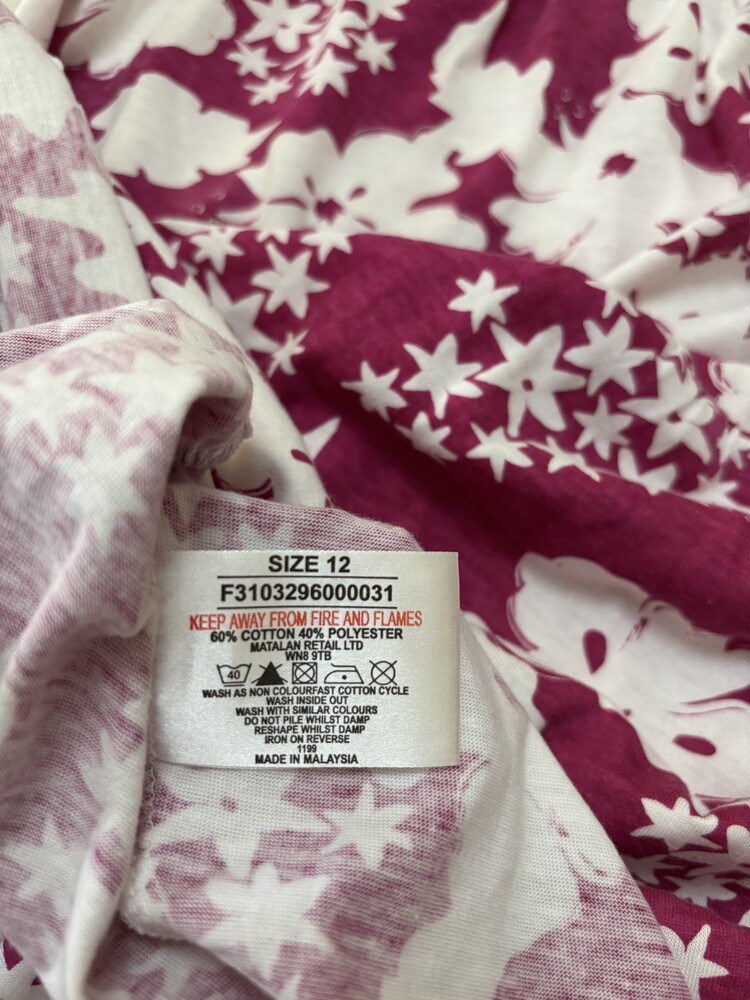 SIZE 12
F3103296000031
KEEP AWAY FROM FIRE AND FLAMES
60% COTTON 40% POLYESTER
MATALAN RETAIL LTD
WN8 9TB
40
WASH AS NON COLOURFAST COTTON CYCLE
WASH INSIDE OUT
WASH WITH SIMILAR COLOURS
DO NOT PILE WHILST DAMP
RESHAPE WHILST DAMP
IRON ON REVERSE
1199
MADE IN MALAYSIA